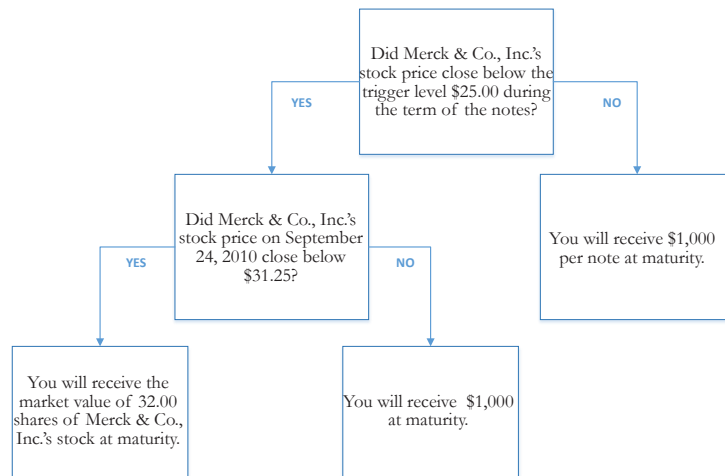 Did Merck & Co., Inc.'s
stock price close below the
trigger level $25.00 during
the term of the notes?
YES
NO
Did Merck & Co., Inc.'s
stock price on September
24, 2010 close below
$31.25?
You will receive $1,000
per note at maturity.
YES
NO
You will receive the
market value of 32.00
shares of Merck & Co.,
Inc.'s stock at maturity.
You will receive $1,000
at maturity.